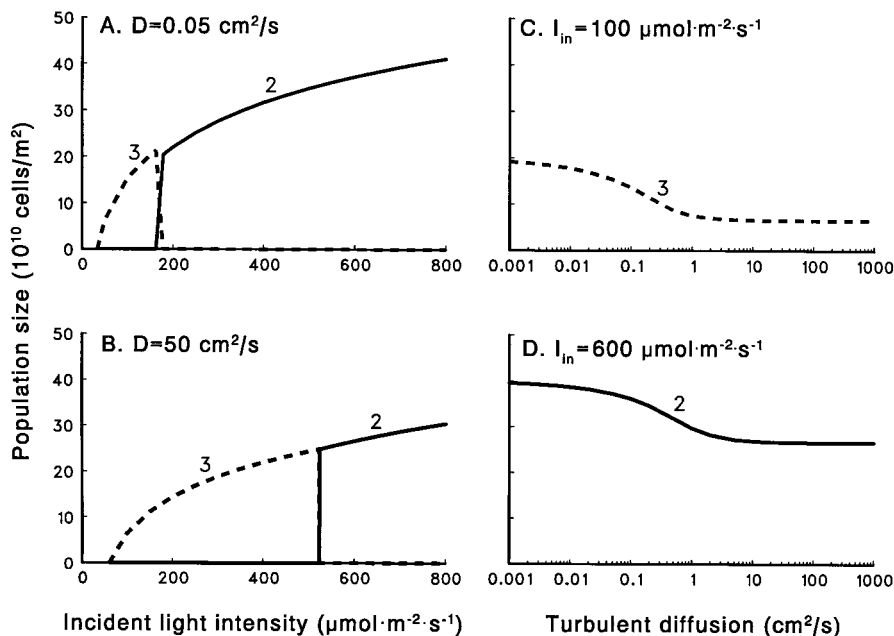 A. D=0.05 cm²/s
50
40
30
20
10
0
2
3
0 200 400 600 800
C. I_in=100 µmol·m⁻²·s⁻¹
3
0.001 0.01 0.1 1 10 100 1000
B. D=50 cm²/s
50
40
30
20
10
0
3
2
0 200 400 600 800
D. I_in=600 µmol·m⁻²·s⁻¹
2
0.001 0.01 0.1 1 10 100 1000
Population size (10¹⁰ cells/m²)
Incident light intensity (µmol·m⁻²·s⁻¹)
Turbulent diffusion (cm²/s)